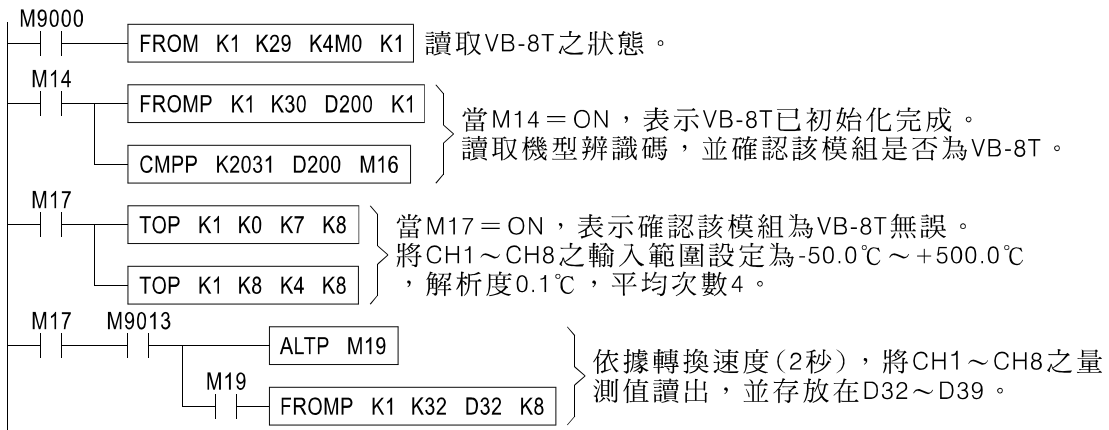 M9000
FROM K1 K29 K4M0 K1 讀取VB-8T之狀態。
M14
FROMP K1 K30 D200 K1
當M14＝ON，表示VB-8T已初始化完成。
讀取機型辨識碼，並確認該模組是否為VB-8T。
CMPP K2031 D200 M16
M17
TOP K1 K0 K7 K8
當M17＝ON，表示確認該模組為VB-8T無誤。
將CH1～CH8之輸入範圍設定為-50.0℃～+500.0℃
，解析度0.1℃，平均次數4。
TOP K1 K8 K4 K8
M17 M9013
ALTP M19
依據轉換速度(2秒)，將CH1～CH8之量
測值讀出，並存放在D32～D39。
M19
FROMP K1 K32 D32 K8